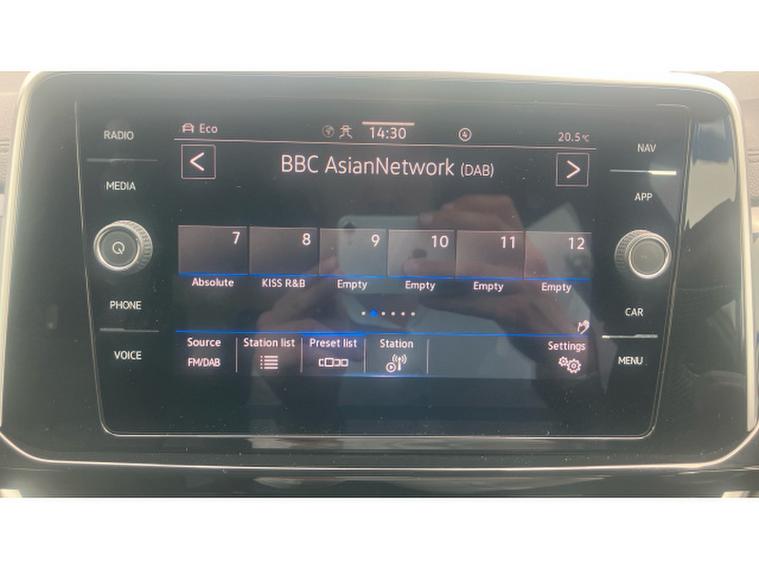 RADIO
MEDIA
PHONE
VOICE
Eco
14:30
4
20.5°C
< BBC AsianNetwork (DAB) >
7 8 9 10 11 12
Absolute KISS R&B Empty Empty Empty Empty
Source Station list Preset list Station Settings
FM/DAB
NAV
APP
CAR
MENU